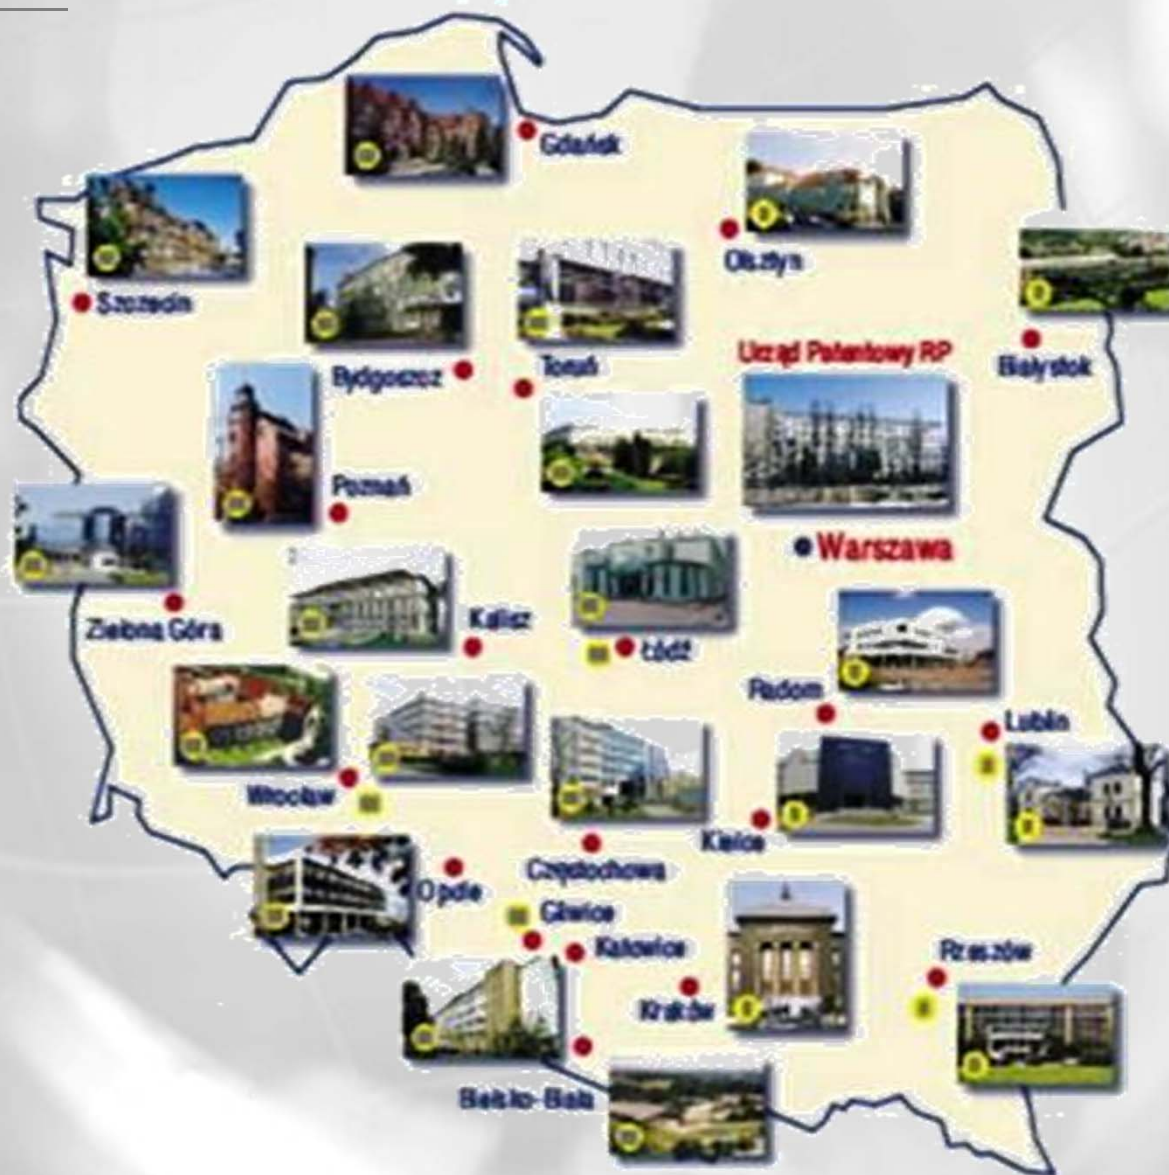 Gdańsk
Olsztyn
Szczecin
Bydgoszcz
Toruń
Urząd Patentowy RP
Białystok
Poznań
Warszawa
Zielona Góra
Kalisz
Łódź
Radom
Lublin
Wrocław
Kielce
Częstochowa
Opole
Gliwice
Katowice
Rzeszów
Kraków
Bielsko-Biała